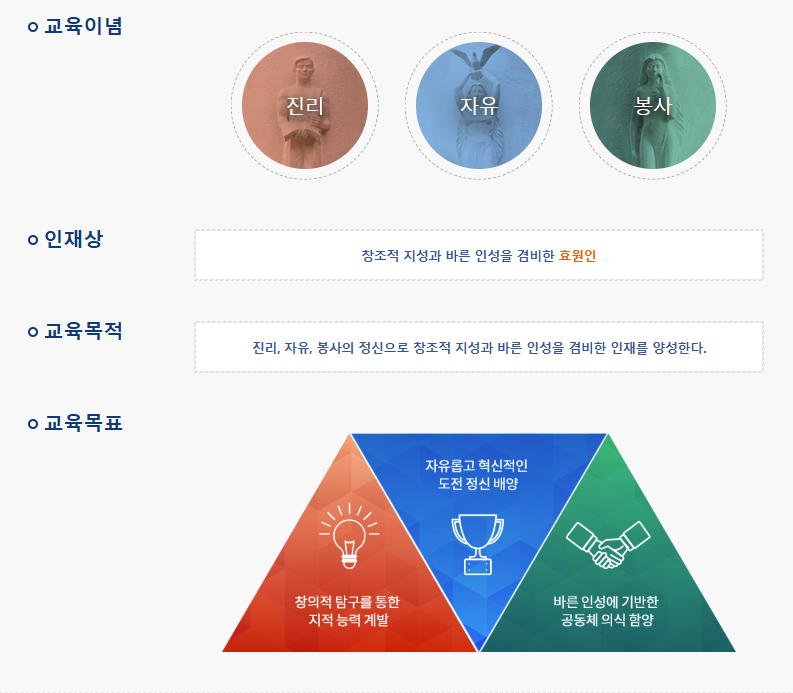 교육이념
진리
자유
봉사
인재상
창조적 지성과 바른 인성을 겸비한 효원인
교육목적
진리, 자유, 봉사의 정신으로 창조적 지성과 바른 인성을 겸비한 인재를 양성한다.
교육목표
자유롭고 혁신적인
도전 정신 배양
창의적 탐구를 통한
지적 능력 계발
바른 인성에 기반한
공동체 의식 함양